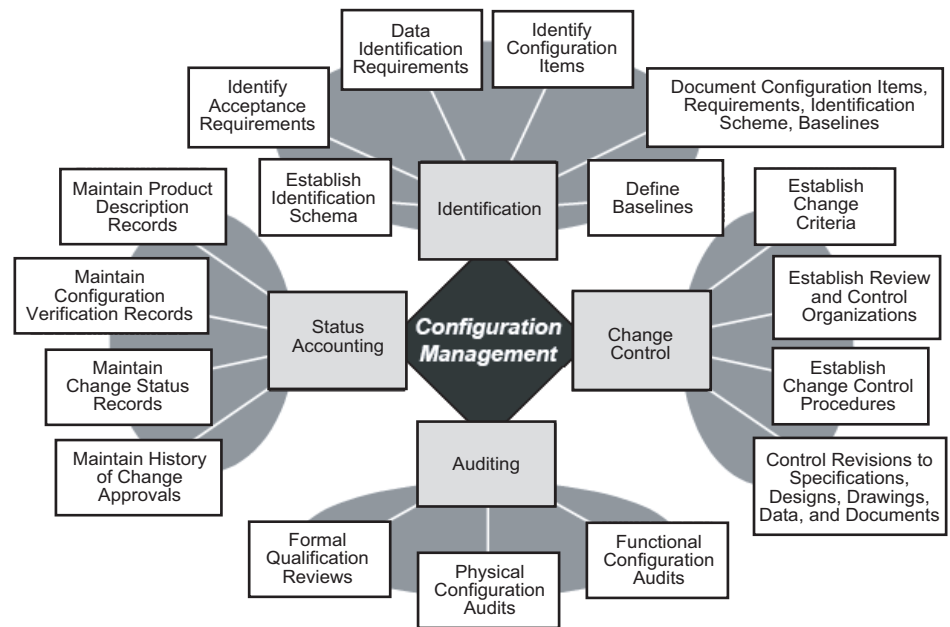 Data
Identification
Requirements
Identify
Configuration
Items
Identify
Acceptance
Requirements
Document Configuration Items,
Requirements, Identification
Scheme, Baselines
Establish
Identification
Schema
Identification
Define
Baselines
Maintain Product
Description
Records
Maintain
Configuration
Verification Records
Maintain
Change Status
Records
Maintain History
of Change
Approvals
Status
Accounting
Configuration
Management
Change
Control
Establish
Change
Criteria
Establish Review
and Control
Organizations
Establish
Change Control
Procedures
Control Revisions to
Specifications,
Designs, Drawings,
Data, and Documents
Auditing
Formal
Qualification
Reviews
Physical
Configuration
Audits
Functional
Configuration
Audits